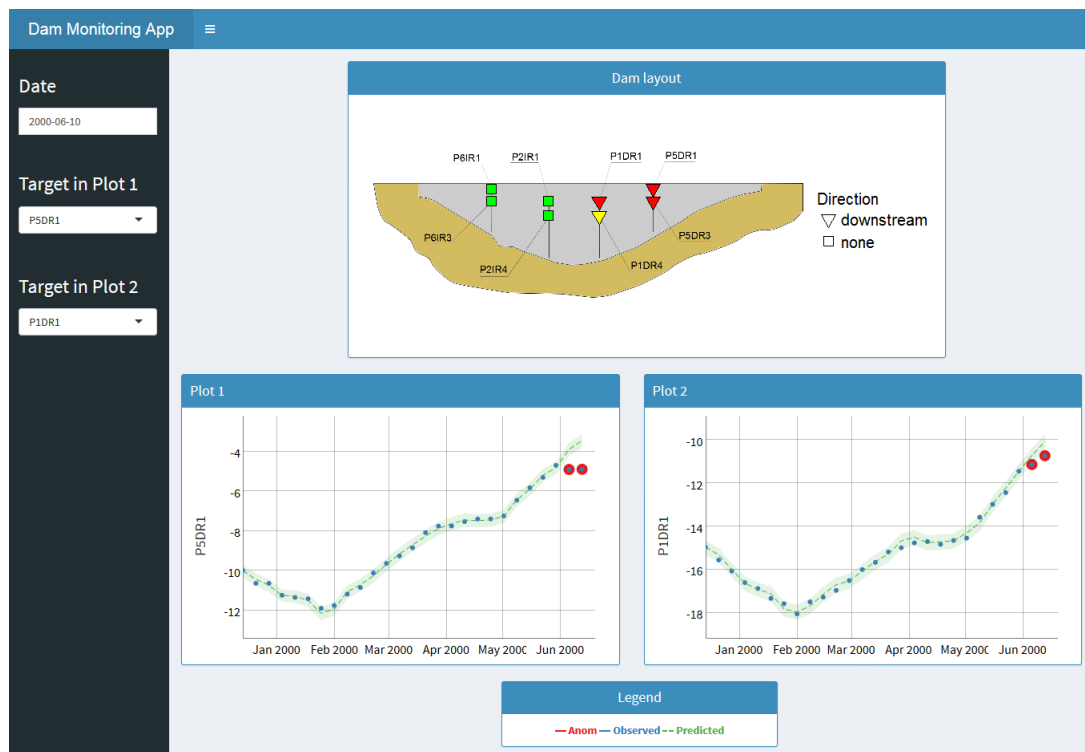 Dam Monitoring App
Date
2000-06-10
Target in Plot 1
P5DR1
Target in Plot 2
P1DR1
Dam layout
P6IR1
P2IR1
P1DR1
P5DR1
P6IR3
P2IR4
P1DR4
P5DR3
Direction
downstream
none
Plot 1
P5DR1
-4
-6
-8
-10
-12
Jan 2000 Feb 2000 Mar 2000 Apr 2000 May 2000 Jun 2000
Plot 2
P1DR1
-10
-12
-14
-16
-18
Jan 2000 Feb 2000 Mar 2000 Apr 2000 May 2000 Jun 2000
Legend
Anom Observed Predicted